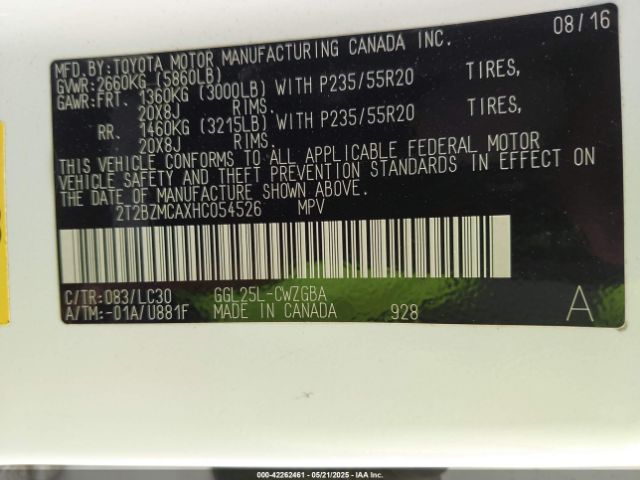 MFD.BY:TOYOTA MOTOR MANUFACTURING CANADA INC. 08/16
GVWR:2660KG (5860LB)
GAWR:FRT. 1360KG (3000LB) WITH P235/55R20 TIRES,
20X8J RIMS.
RR. 1460KG (3215LB) WITH P235/55R20 TIRES,
20X8J RIMS.
THIS VEHICLE CONFORMS TO ALL APPLICABLE FEDERAL MOTOR
VEHICLE SAFETY AND THEFT PREVENTION STANDARDS IN EFFECT ON
THE DATE OF MANUFACTURE SHOWN ABOVE.
2T2BZMCAXHC054526 MPV
C/TR:083/LC30 GGL25L-CWZGBA
A/TM:-01A/U881F MADE IN CANADA 928 A
000-42262461 - 05/21/2025 - IAA Inc.